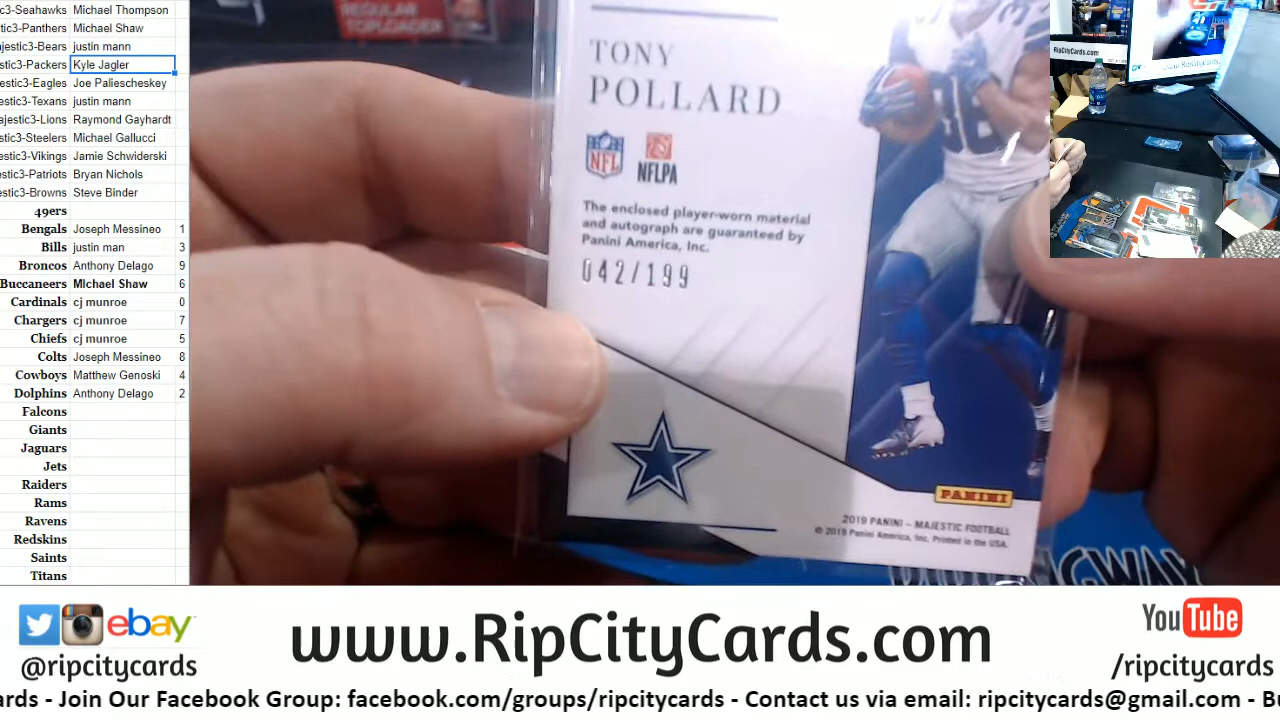 c3-Seahawks Michael Thompson
stic3-Panthers Michael Shaw
ajestic3-Bears justin mann
stic3-Packers Kyle Jagler
estic3-Eagles Joe Paliescheskey
estic3-Texans justin mann
ajestic3-Lions Raymond Gayhardt
stic3-Steelers Michael Gallucci
estic3-Vikings Jamie Schwiderski
estic3-Patriots Bryan Nichols
estic3-Browns Steve Binder
49ers
Bengals Joseph Messineo 1
Bills justin man 3
Broncos Anthony Delago 9
Buccaneers MIchael Shaw 6
Cardinals cj munroe 0
Chargers cj munroe 7
Chiefs cj munroe 5
Colts Joseph Messineo 8
Cowboys Matthew Genoski 4
Dolphins Anthony Delago 2
Falcons
Giants
Jaguars
Jets
Raiders
Rams
Ravens
Redskins
Saints
Titans
REGULAR
TOPLOADER
TONY
POLLARD
NFL
NFLPA
The enclosed player-worn material
and autograph are guaranteed by
Panini America, Inc.
042/199
PANINI
2019 PANINI – MAJESTIC FOOTBALL
© 2019 Panini America, Inc. Printed in the USA.
RipCityCards.com
ebay
@ripcitycards
www.RipCityCards.com
YouTube
/ripcitycards
ards - Join Our Facebook Group: facebook.com/groups/ripcitycards - Contact us via email: ripcitycards@gmail.com - B